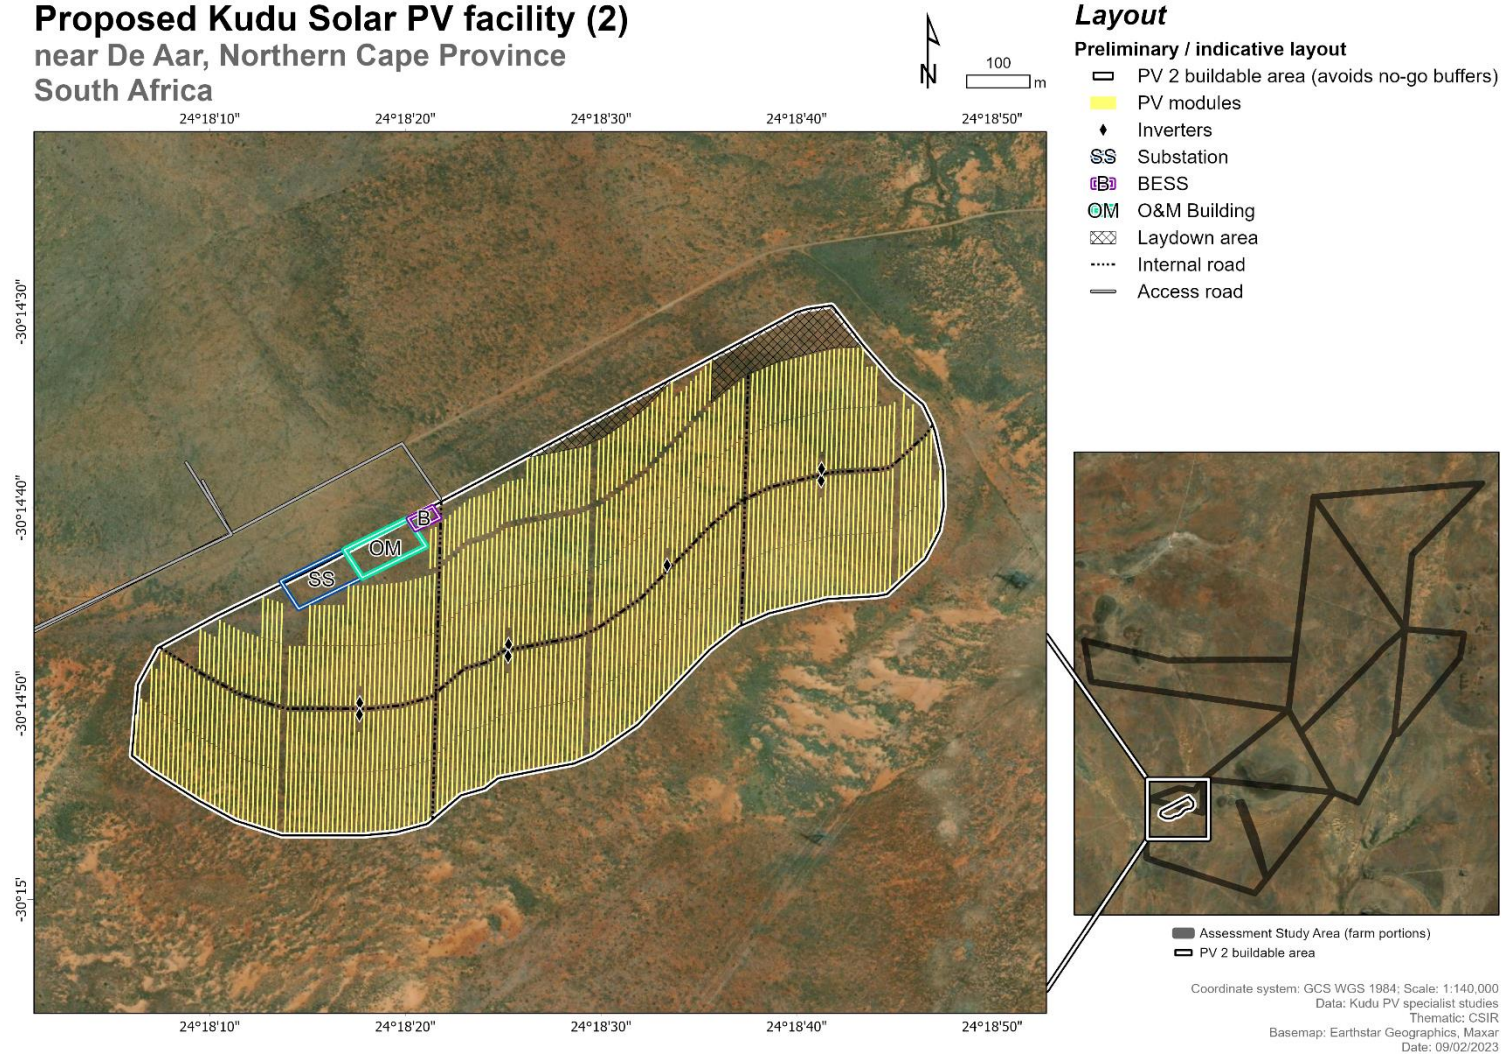 Proposed Kudu Solar PV facility (2)
near De Aar, Northern Cape Province
South Africa
N
100
m
Layout
Preliminary / indicative layout
PV 2 buildable area (avoids no-go buffers)
PV modules
Inverters
SS Substation
B BESS
OM O&M Building
Laydown area
Internal road
Access road
24°18'10" 24°18'20" 24°18'30" 24°18'40" 24°18'50"
-30°14'30"
-30°14'40"
-30°14'50"
-30°15'
B
OM
SS
24°18'10" 24°18'20" 24°18'30" 24°18'40" 24°18'50"
Assessment Study Area (farm portions)
PV 2 buildable area
Coordinate system: GCS WGS 1984; Scale: 1:140,000
Data: Kudu PV specialist studies
Thematic: CSIR
Basemap: Earthstar Geographics, Maxar
Date: 09/02/2023